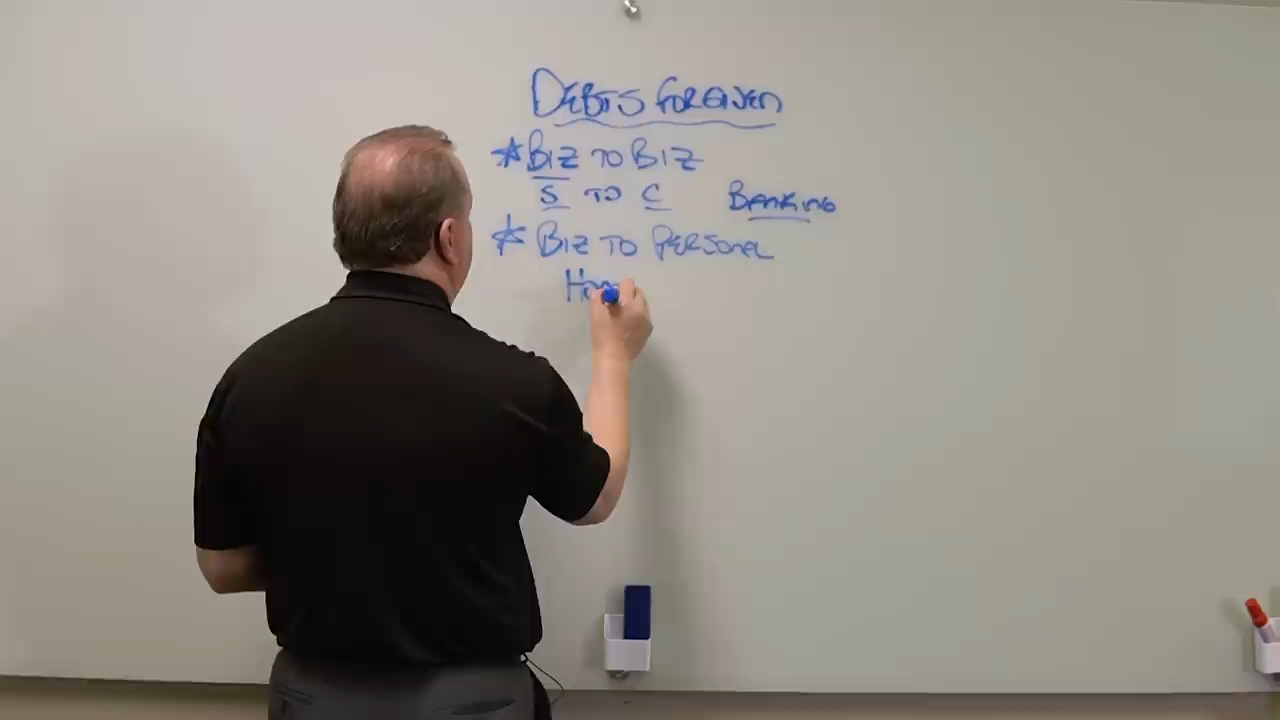 DEBTS FORGIVEN
* BIZ TO BIZ
S TO C BANKING
* BIZ TO PERSONAL